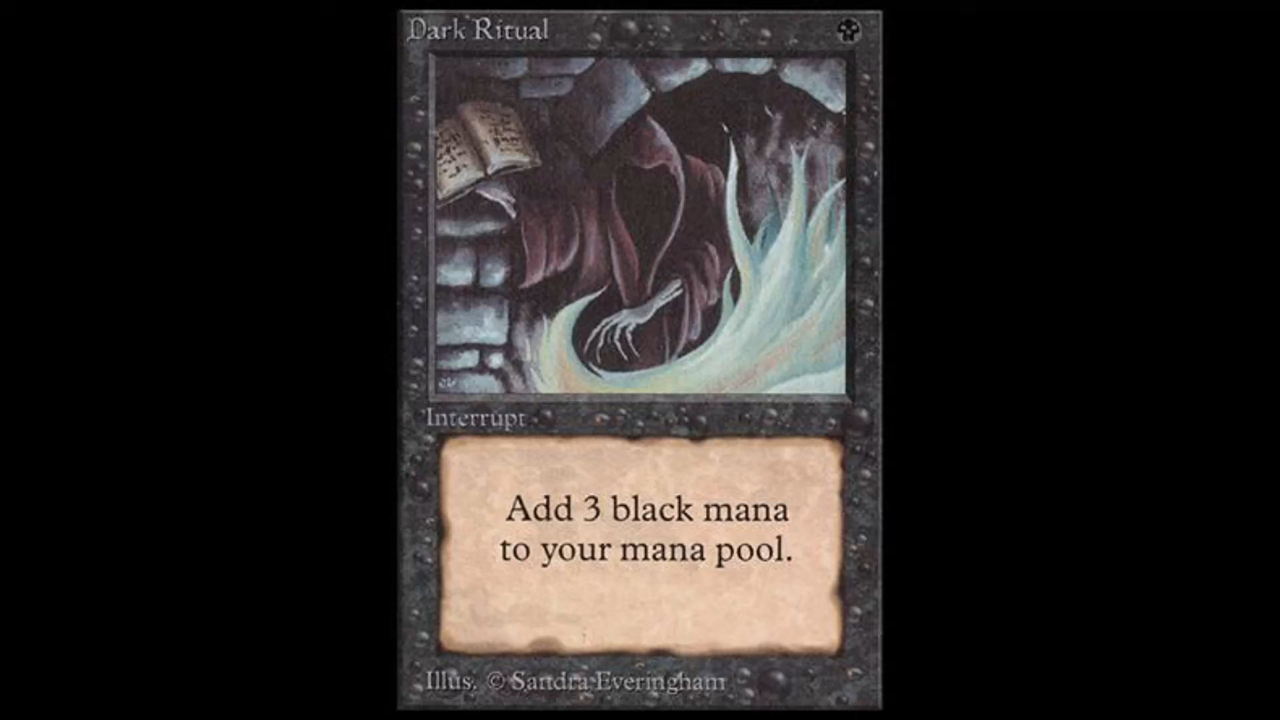 Dark Ritual
Interrupt
Add 3 black mana
to your mana pool.
Illus. © Sandra Everingham